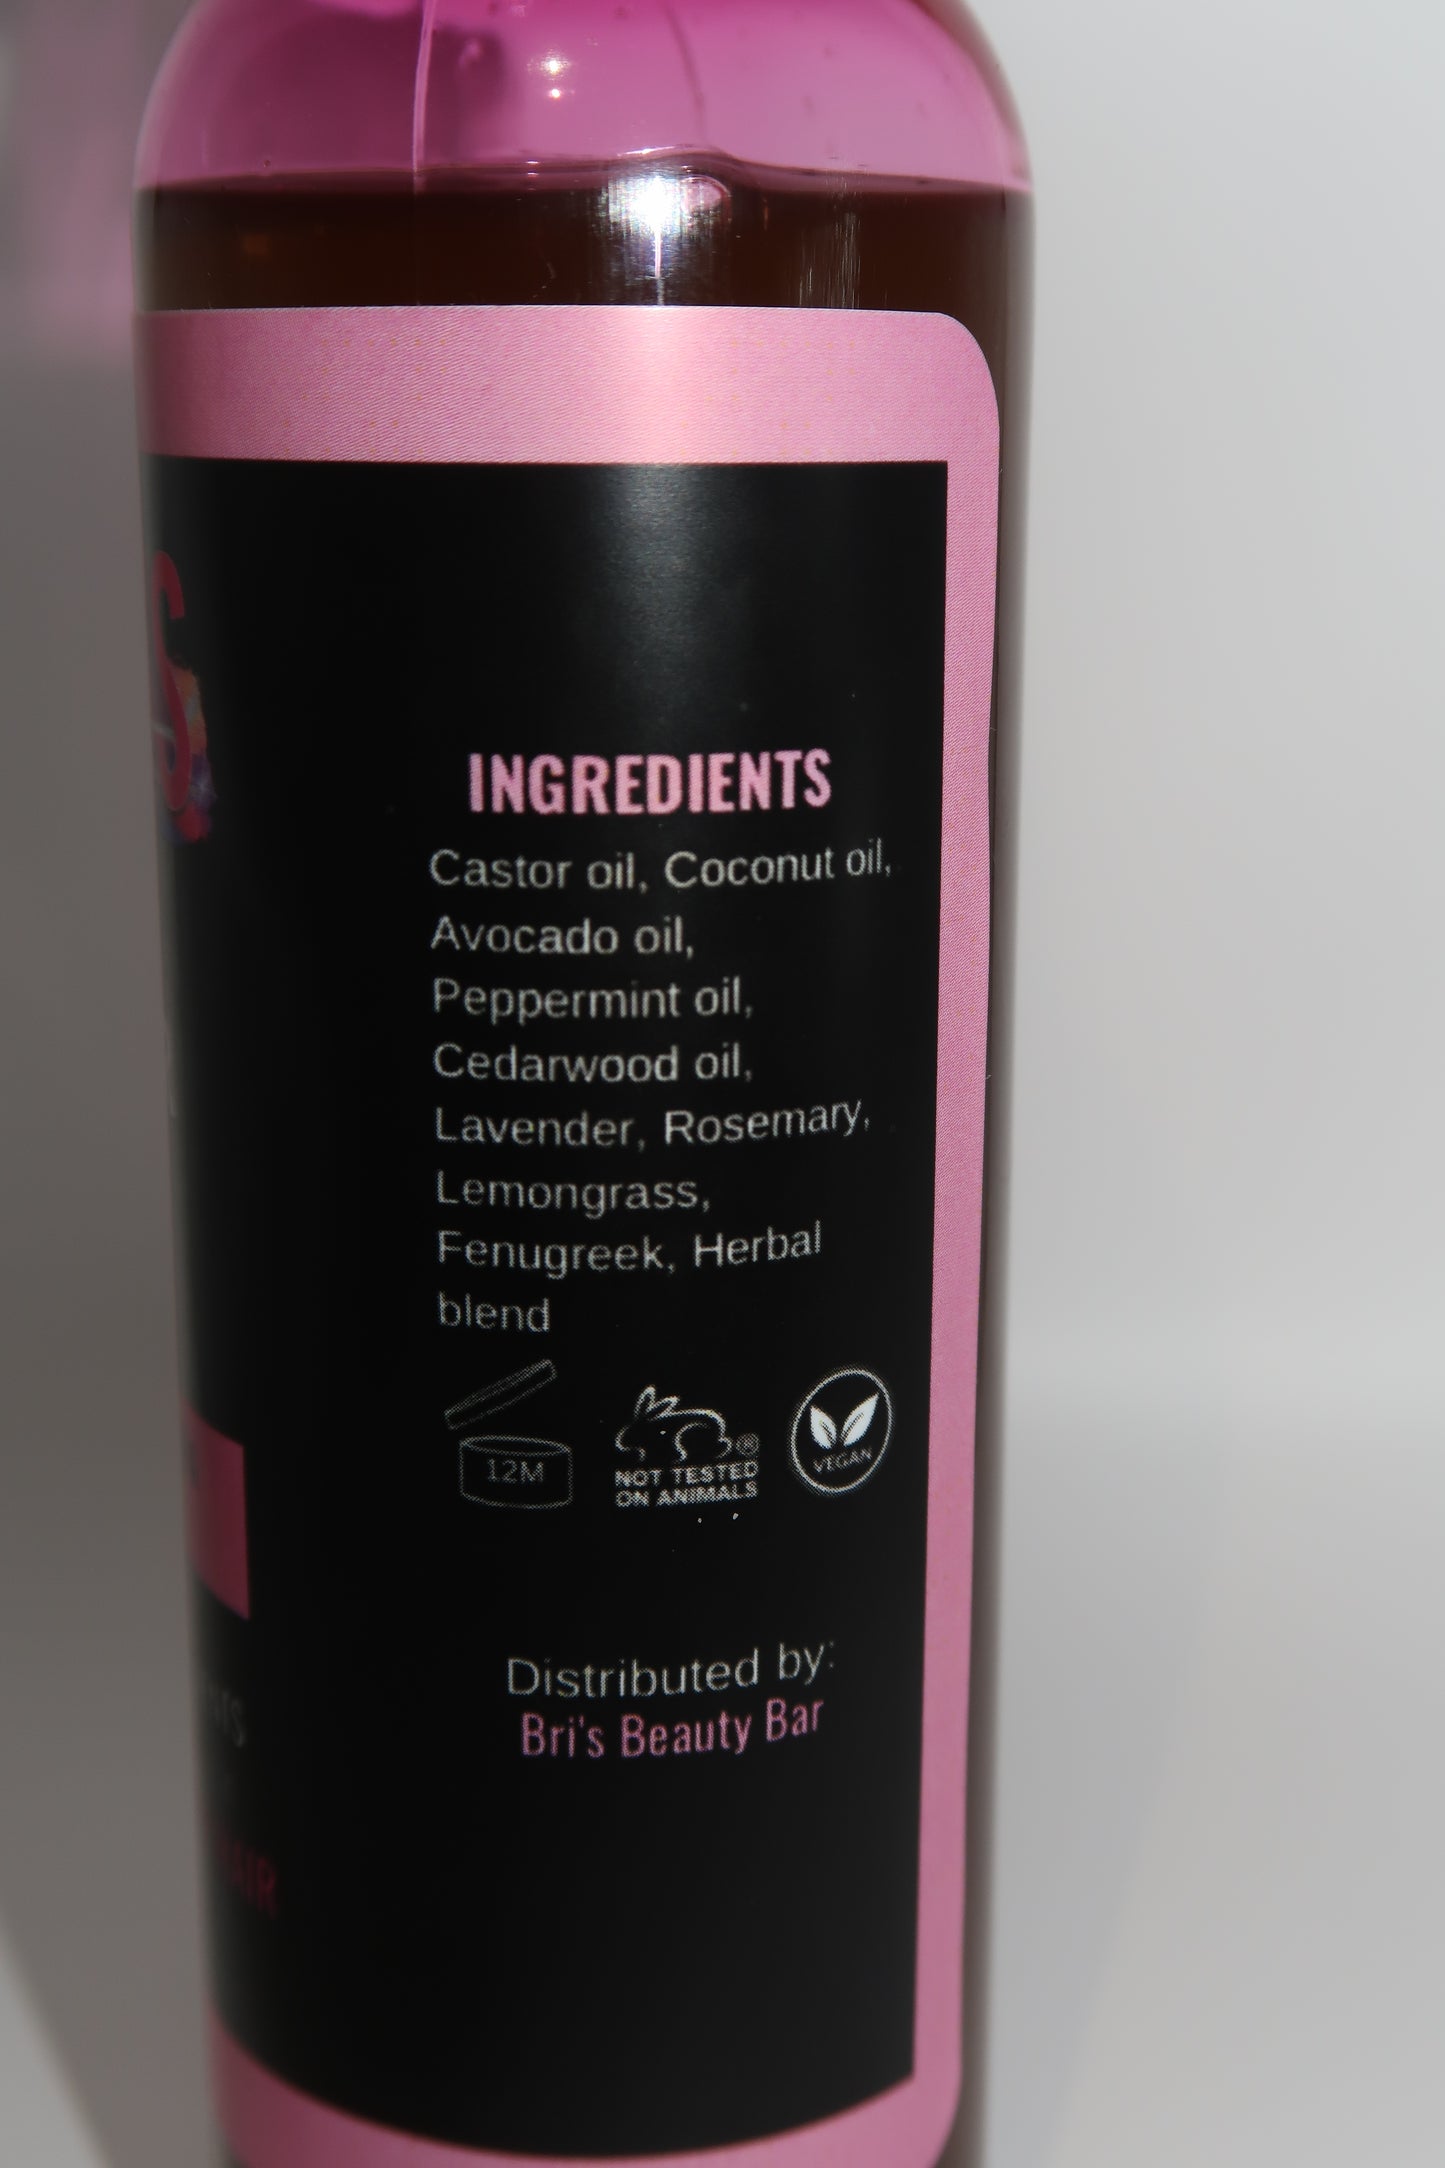 INGREDIENTS
Castor oil, Coconut oil,
Avocado oil,
Peppermint oil,
Cedarwood oil,
Lavender, Rosemary,
Lemongrass,
Fenugreek, Herbal
blend
12M
NOT TESTED ®
ON ANIMALS
VEGAN
Distributed by:
Bri's Beauty Bar